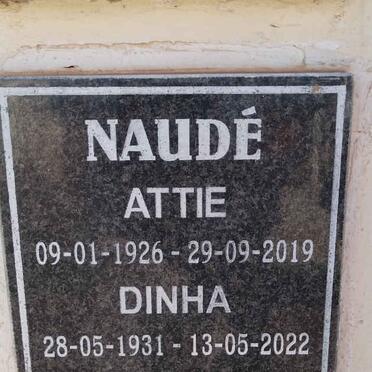 NAUDÉ
ATTIE
09-01-1926 - 29-09-2019
DINHA
28-05-1931 - 13-05-2022